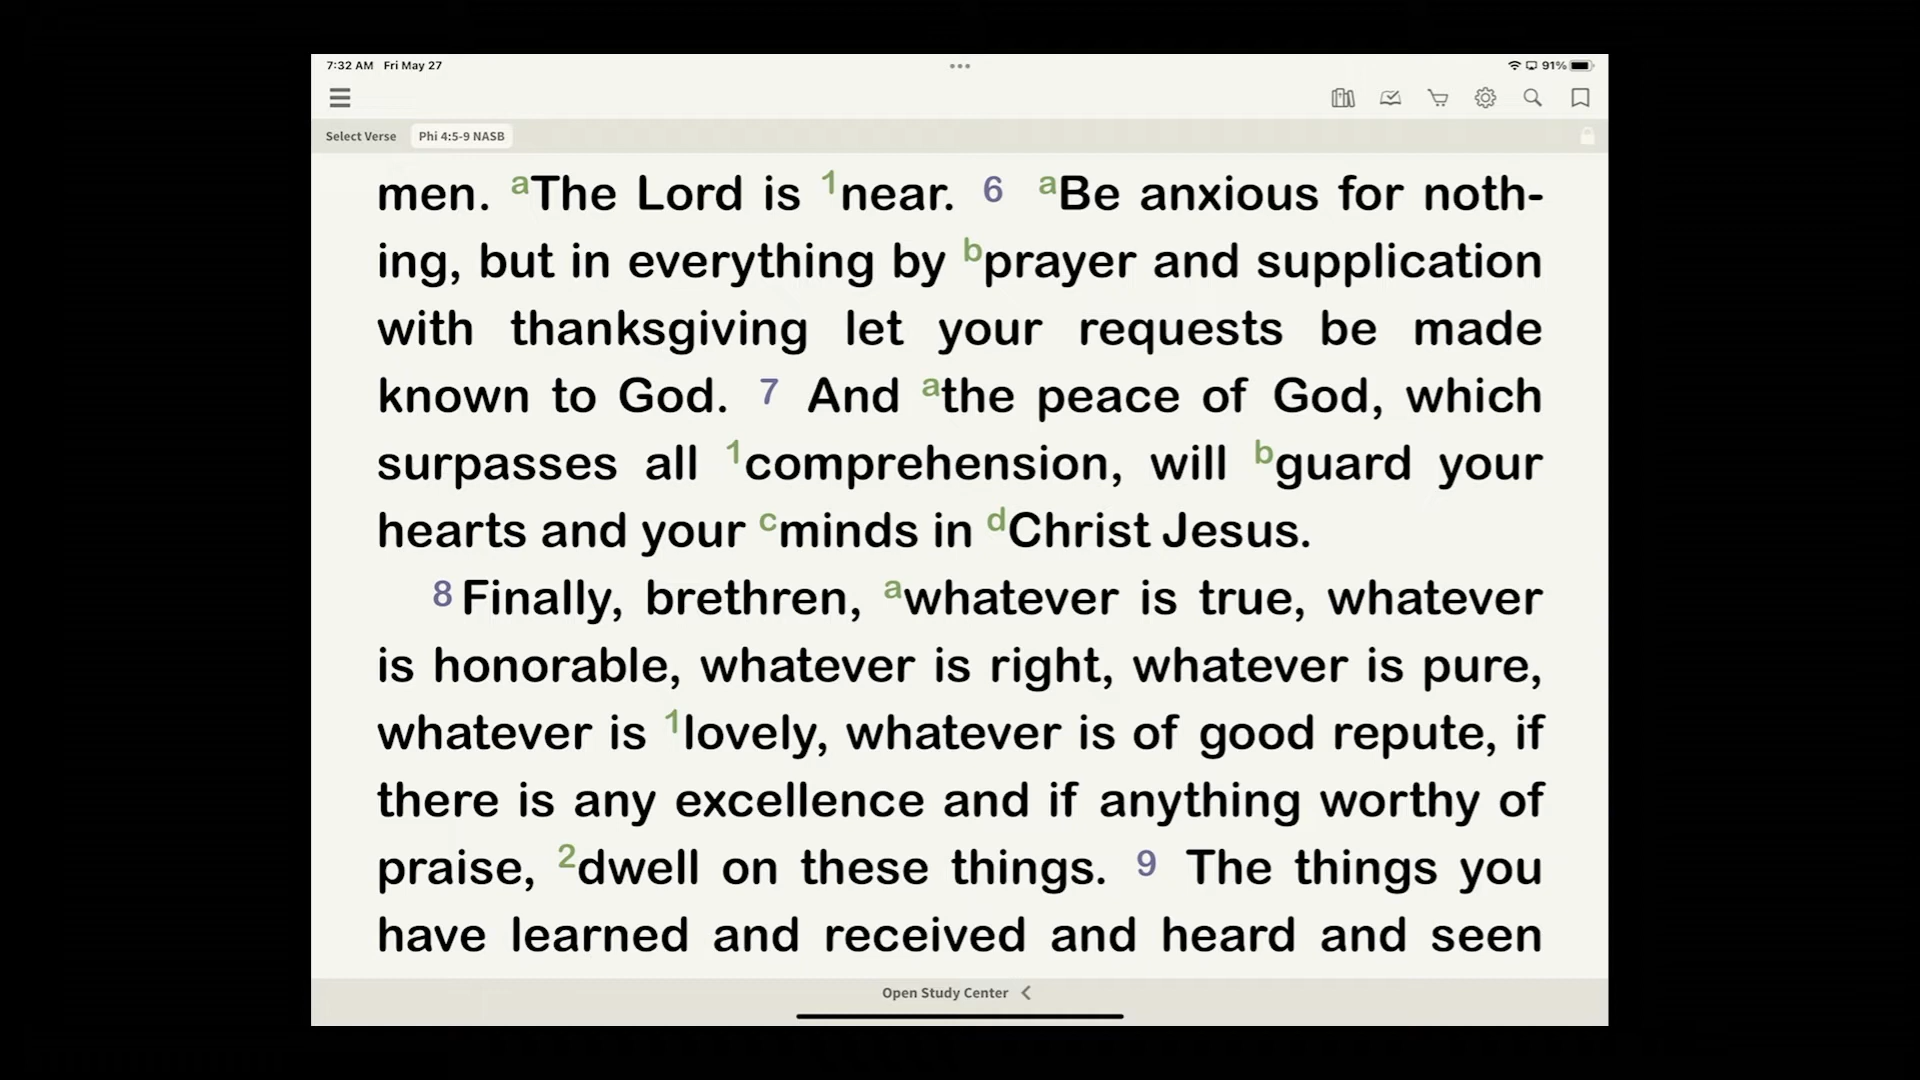 7:32 AM Fri May 27
91%
Select Verse Phi 4:5-9 NASB
men. aThe Lord is 1near. 6 aBe anxious for noth-
ing, but in everything by bprayer and supplication
with thanksgiving let your requests be made
known to God. 7 And athe peace of God, which
surpasses all 1comprehension, will bguard your
hearts and your cminds in dChrist Jesus.
8 Finally, brethren, awhatever is true, whatever
is honorable, whatever is right, whatever is pure,
whatever is 1lovely, whatever is of good repute, if
there is any excellence and if anything worthy of
praise, 2dwell on these things. 9 The things you
have learned and received and heard and seen
Open Study Center